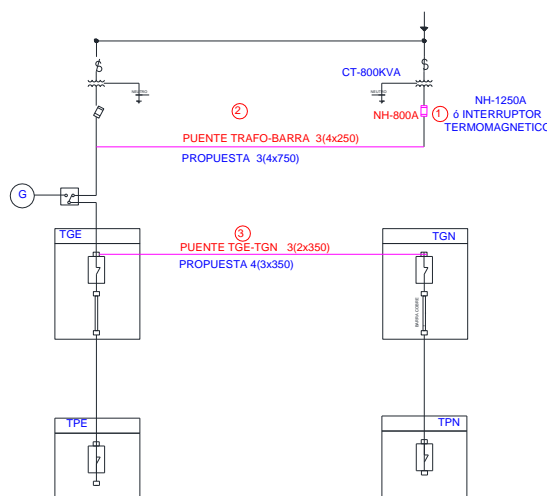 CT-800KVA
NEUTRO
NEUTRO
NH-1250A
NH-800A
1
ó INTERRUPTOR
TERMOMAGNETICO
2
PUENTE TRAFO-BARRA 3(4x250)
PROPUESTA 3(4x750)
G
3
TGE
TGN
PUENTE TGE-TGN 3(2x350)
PROPUESTA 4(3x350)
BARRA COBRE
TPE
TPN